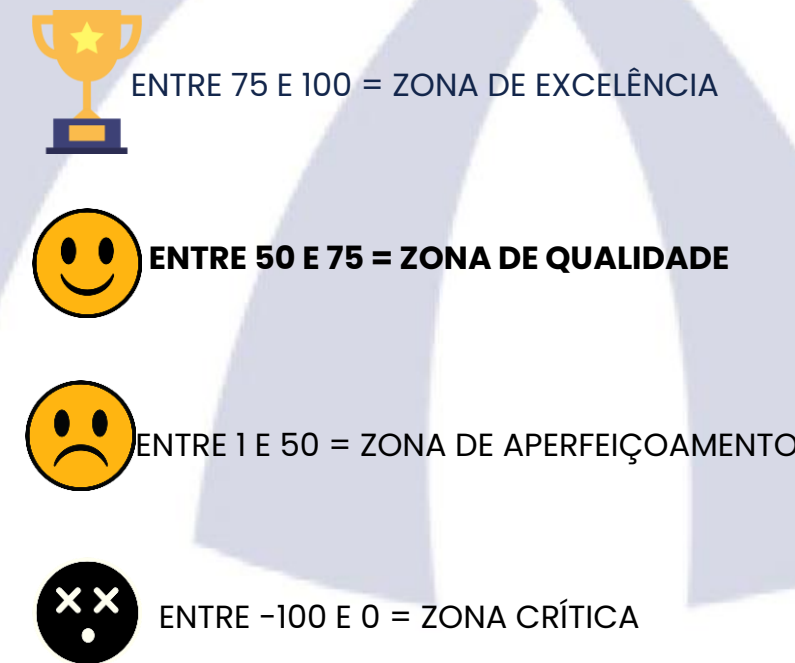 ENTRE 75 E 100 = ZONA DE EXCELÊNCIA
ENTRE 50 E 75 = ZONA DE QUALIDADE
ENTRE 1 E 50 = ZONA DE APERFEIÇOAMENTO
ENTRE -100 E 0 = ZONA CRÍTICA